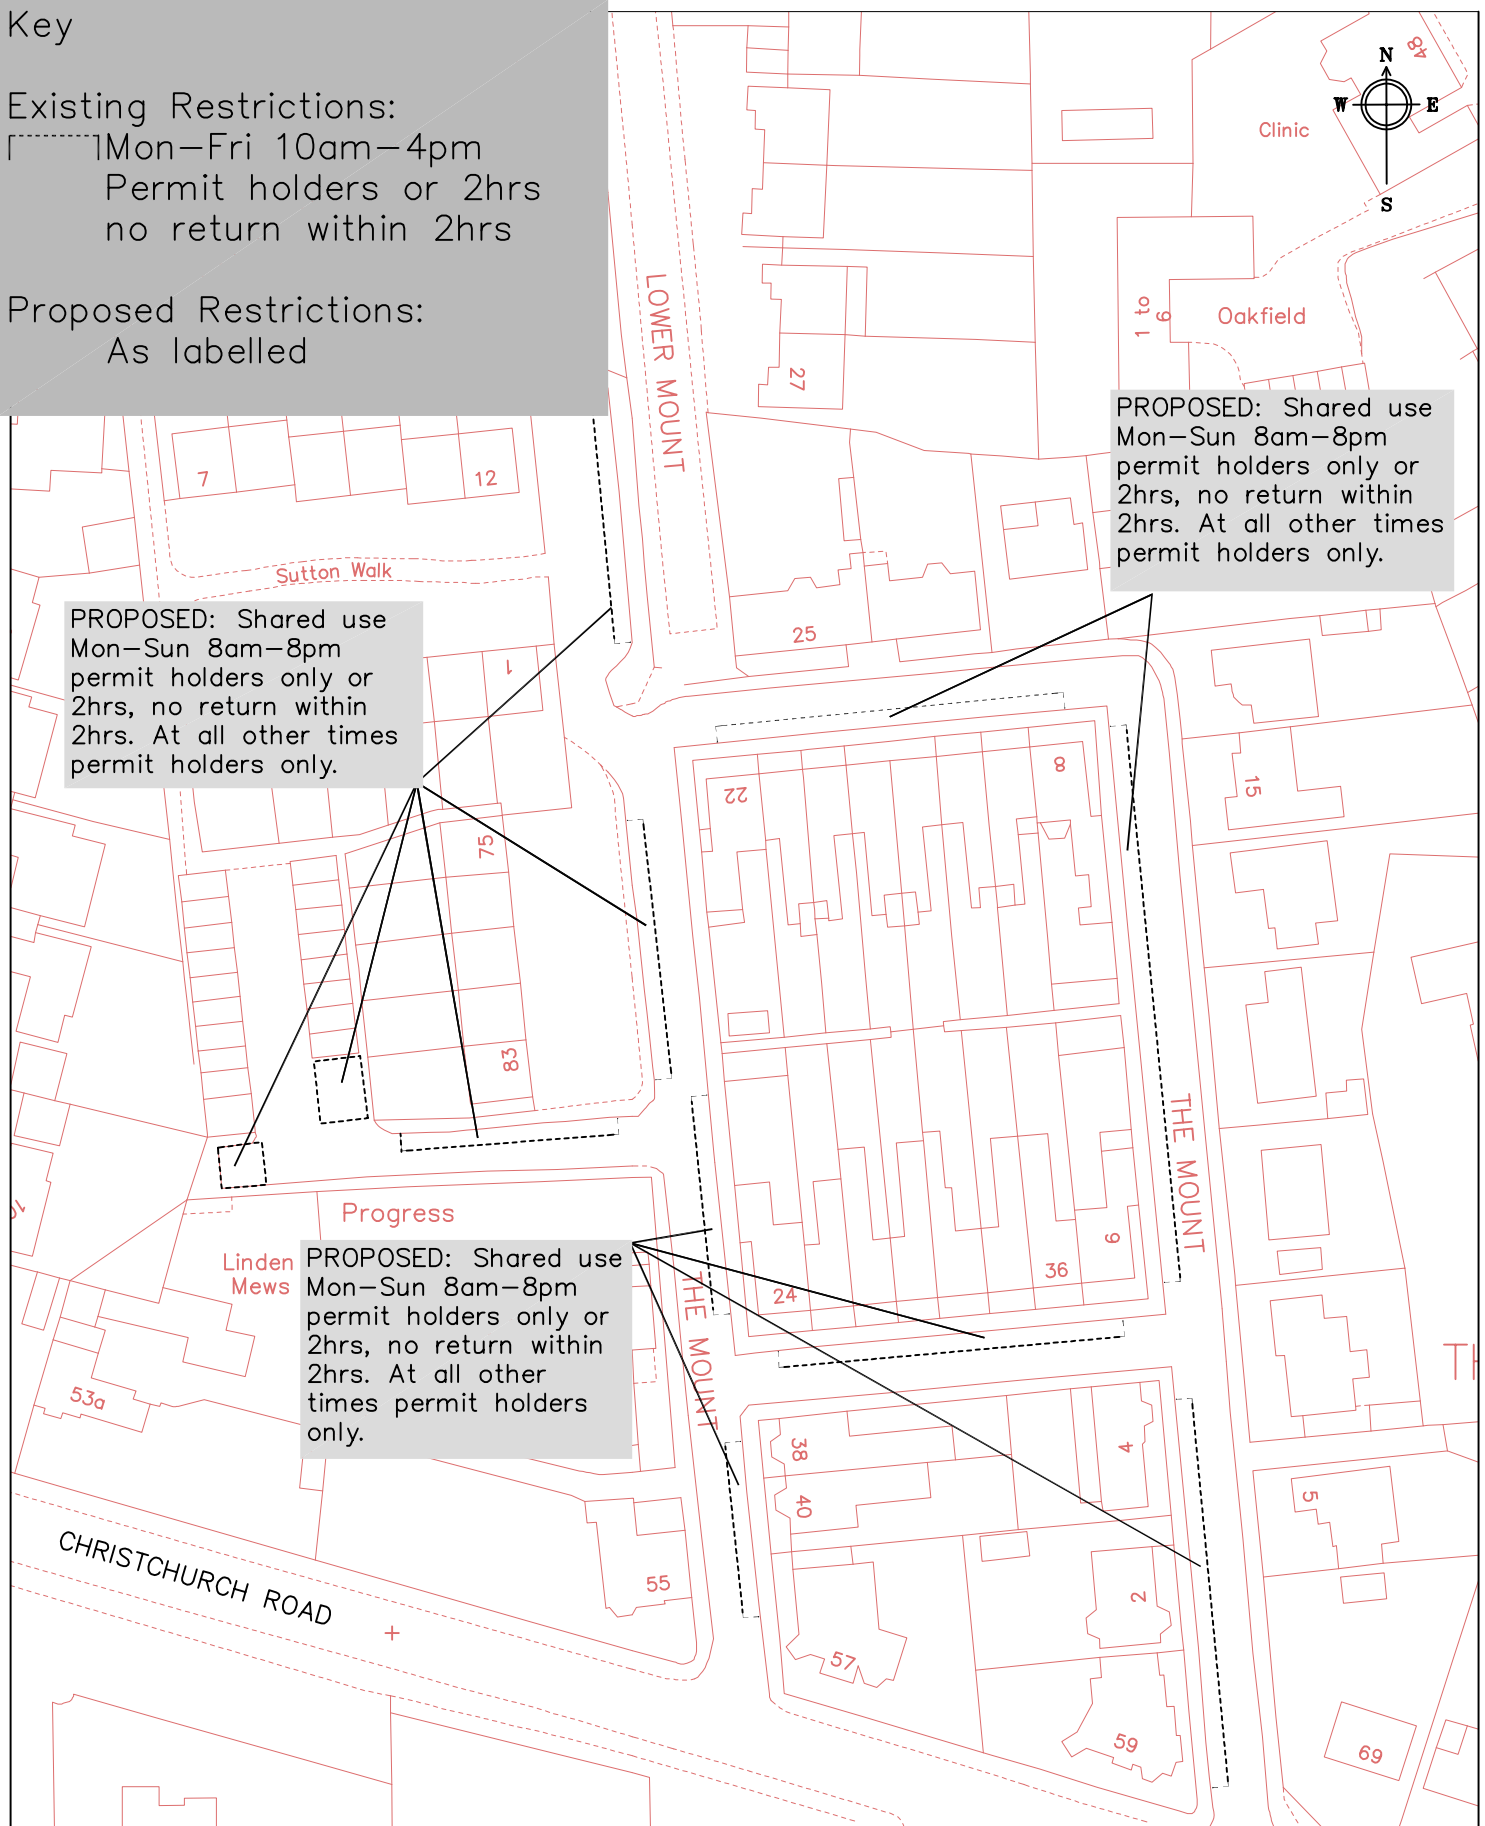 Key
Existing Restrictions:
Mon-Fri 10am-4pm
Permit holders or 2hrs
no return within 2hrs
Proposed Restrictions:
As labelled
48
N
W E
S
Clinic
LOWER MOUNT
1 to
6
Oakfield
27
PROPOSED: Shared use
Mon-Sun 8am-8pm
permit holders only or
2hrs, no return within
2hrs. At all other times
permit holders only.
7
12
Sutton Walk
25
PROPOSED: Shared use
Mon-Sun 8am-8pm
permit holders only or
2hrs, no return within
2hrs. At all other times
permit holders only.
1
22
8
15
75
83
THE MOUNT
Progress
Linden
Mews
PROPOSED: Shared use
Mon-Sun 8am-8pm
permit holders only or
2hrs, no return within
2hrs. At all other
times permit holders
only.
THE MOUNT
24
36
6
53a
38
40
4
5
CHRISTCHURCH ROAD
55
57
2
59
69